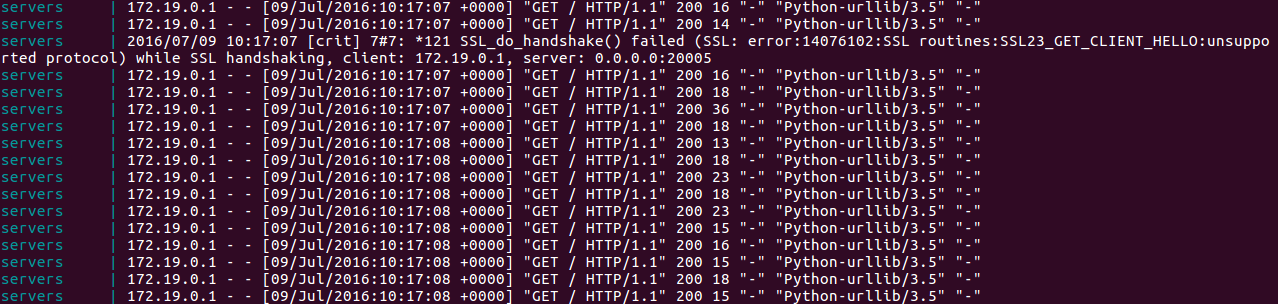 servers | 172.19.0.1 - - [09/Jul/2016:10:17:07 +0000] "GET / HTTP/1.1" 200 16 "-" "Python-urllib/3.5" "-"
servers | 172.19.0.1 - - [09/Jul/2016:10:17:07 +0000] "GET / HTTP/1.1" 200 14 "-" "Python-urllib/3.5" "-"
servers | 2016/07/09 10:17:07 [crit] 7#7: *121 SSL_do_handshake() failed (SSL: error:14076102:SSL routines:SSL23_GET_CLIENT_HELLO:unsuppo
rted protocol) while SSL handshaking, client: 172.19.0.1, server: 0.0.0.0:20005
servers | 172.19.0.1 - - [09/Jul/2016:10:17:07 +0000] "GET / HTTP/1.1" 200 16 "-" "Python-urllib/3.5" "-"
servers | 172.19.0.1 - - [09/Jul/2016:10:17:07 +0000] "GET / HTTP/1.1" 200 18 "-" "Python-urllib/3.5" "-"
servers | 172.19.0.1 - - [09/Jul/2016:10:17:07 +0000] "GET / HTTP/1.1" 200 36 "-" "Python-urllib/3.5" "-"
servers | 172.19.0.1 - - [09/Jul/2016:10:17:07 +0000] "GET / HTTP/1.1" 200 18 "-" "Python-urllib/3.5" "-"
servers | 172.19.0.1 - - [09/Jul/2016:10:17:08 +0000] "GET / HTTP/1.1" 200 13 "-" "Python-urllib/3.5" "-"
servers | 172.19.0.1 - - [09/Jul/2016:10:17:08 +0000] "GET / HTTP/1.1" 200 18 "-" "Python-urllib/3.5" "-"
servers | 172.19.0.1 - - [09/Jul/2016:10:17:08 +0000] "GET / HTTP/1.1" 200 23 "-" "Python-urllib/3.5" "-"
servers | 172.19.0.1 - - [09/Jul/2016:10:17:08 +0000] "GET / HTTP/1.1" 200 18 "-" "Python-urllib/3.5" "-"
servers | 172.19.0.1 - - [09/Jul/2016:10:17:08 +0000] "GET / HTTP/1.1" 200 23 "-" "Python-urllib/3.5" "-"
servers | 172.19.0.1 - - [09/Jul/2016:10:17:08 +0000] "GET / HTTP/1.1" 200 15 "-" "Python-urllib/3.5" "-"
servers | 172.19.0.1 - - [09/Jul/2016:10:17:08 +0000] "GET / HTTP/1.1" 200 16 "-" "Python-urllib/3.5" "-"
servers | 172.19.0.1 - - [09/Jul/2016:10:17:08 +0000] "GET / HTTP/1.1" 200 15 "-" "Python-urllib/3.5" "-"
servers | 172.19.0.1 - - [09/Jul/2016:10:17:08 +0000] "GET / HTTP/1.1" 200 18 "-" "Python-urllib/3.5" "-"
servers | 172.19.0.1 - - [09/Jul/2016:10:17:08 +0000] "GET / HTTP/1.1" 200 15 "-" "Python-urllib/3.5" "-"